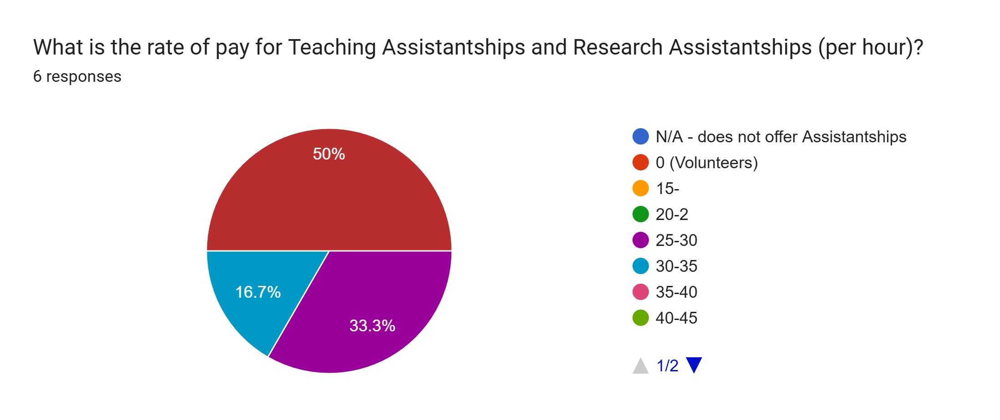 What is the rate of pay for Teaching Assistantships and Research Assistantships (per hour)?
6 responses
50%
16.7%
33.3%
N/A - does not offer Assistantships
0 (Volunteers)
15-
20-2
25-30
30-35
35-40
40-45
1/2